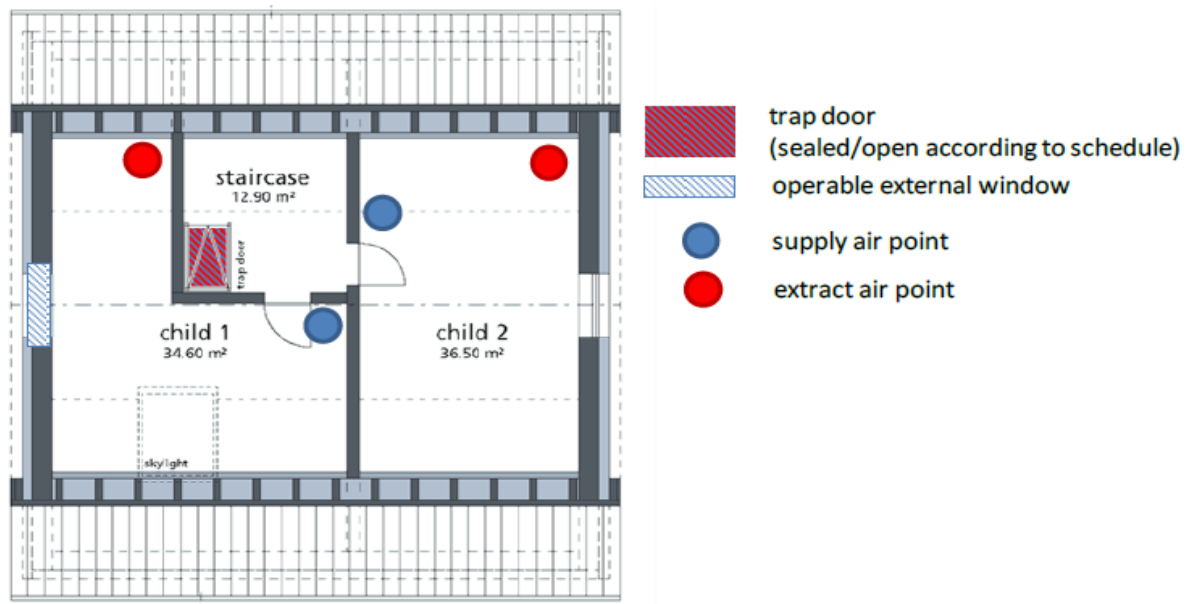 staircase
12.90 m²
trap door
child 1
34.60 m²
child 2
36.50 m²
skylight
trap door
(sealed/open according to schedule)
operable external window
supply air point
extract air point